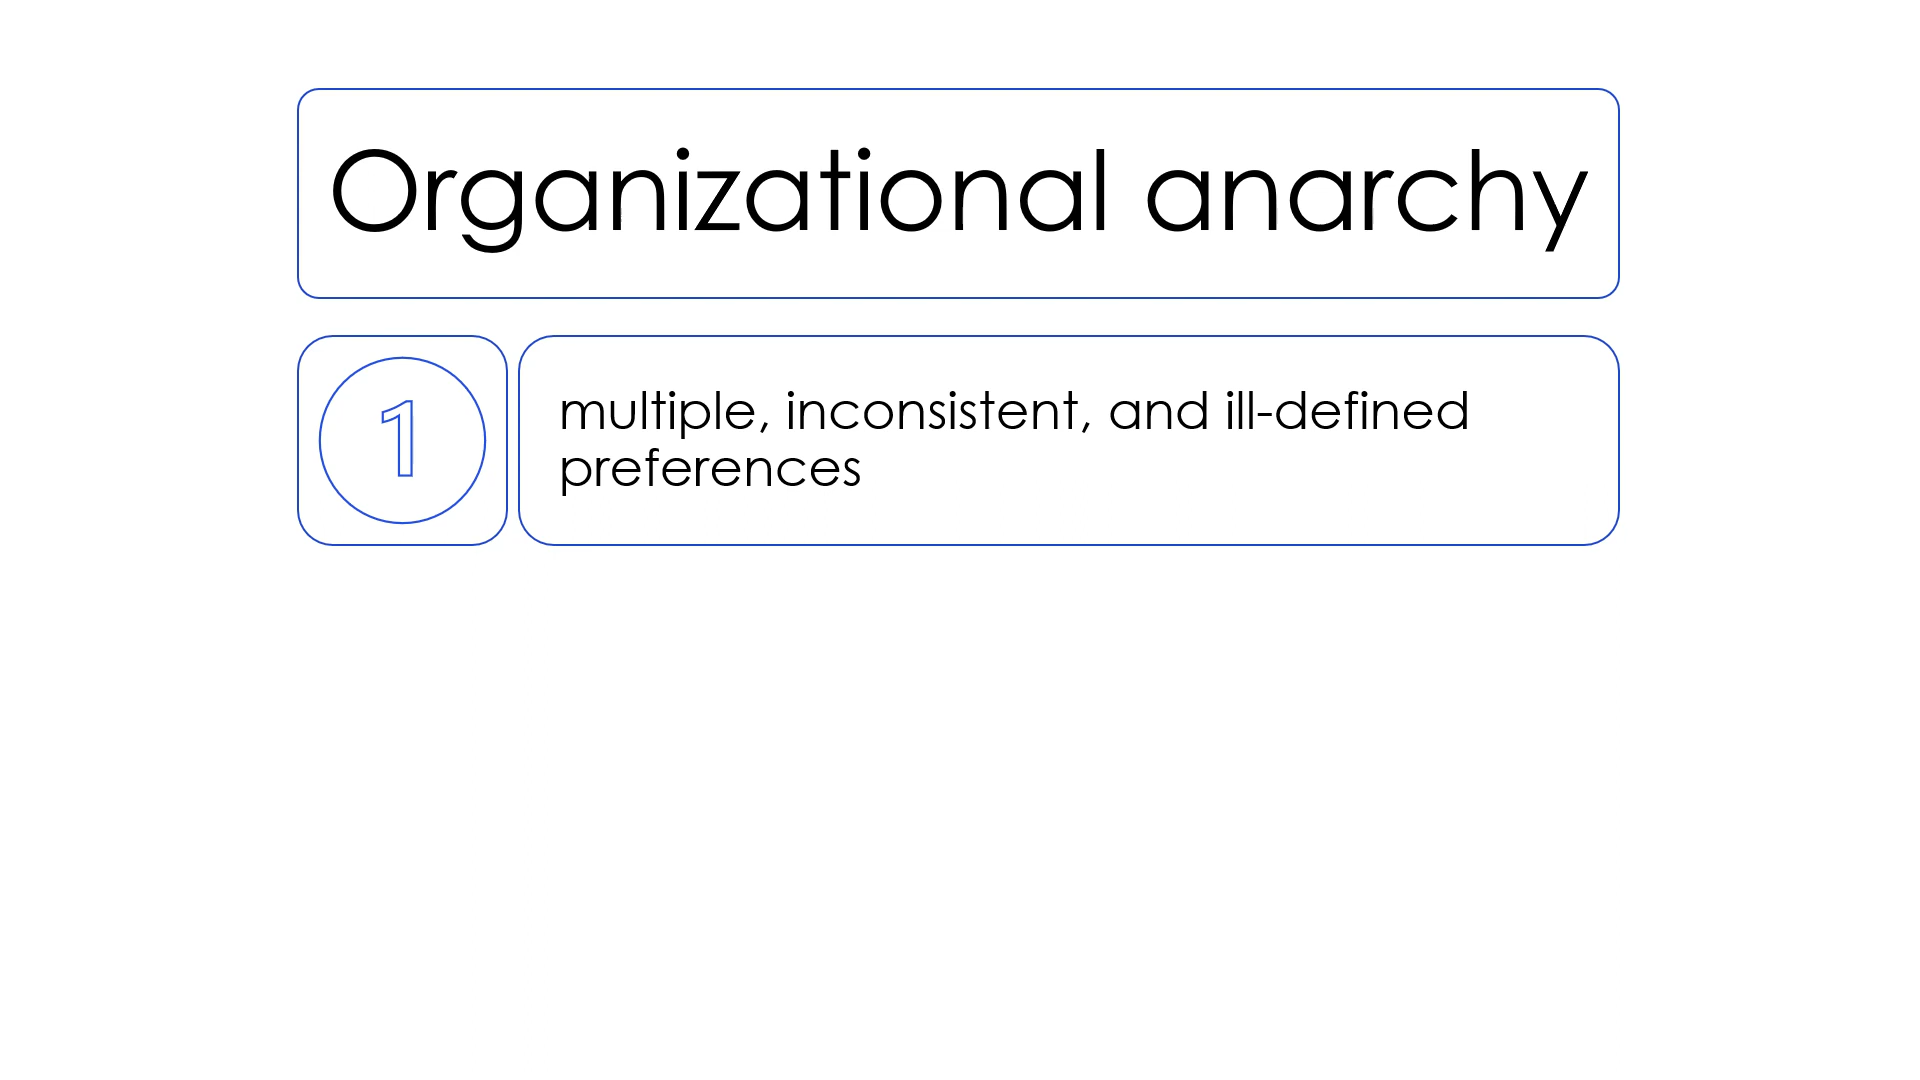 Organizational anarchy
1
multiple, inconsistent, and ill-defined
preferences